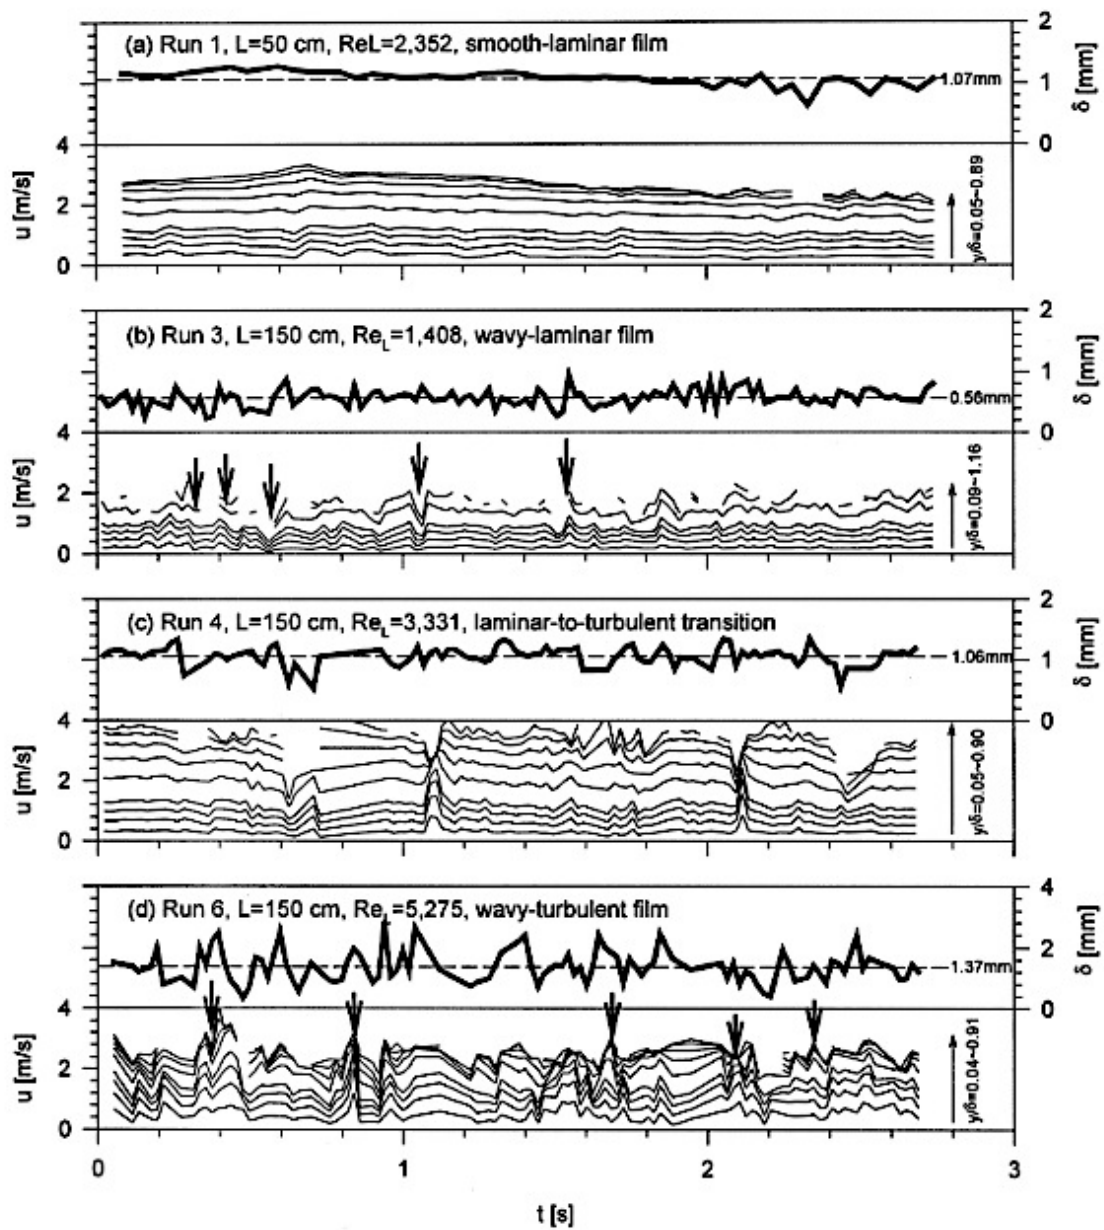 (a) Run 1, L=50 cm, ReL=2,352, smooth-laminar film
2
1
0
δ [mm]
1.07mm
4
2
0
u [m/s]
y/δ=0.05~0.89
(b) Run 3, L=150 cm, Re_L=1,408, wavy-laminar film
2
1
0
δ [mm]
0.56mm
4
2
0
u [m/s]
y/δ=0.09~1.16
(c) Run 4, L=150 cm, Re_L=3,331, laminar-to-turbulent transition
2
1
0
δ [mm]
1.06mm
4
2
0
u [m/s]
y/δ=0.05~0.90
(d) Run 6, L=150 cm, Re_L=5,275, wavy-turbulent film
4
2
0
δ [mm]
1.37mm
4
2
0
u [m/s]
y/δ=0.04~0.91
0 1 2 3
t [s]